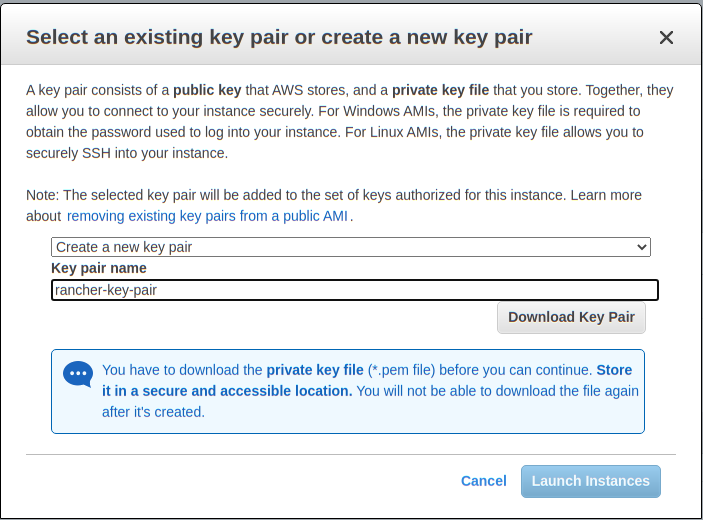 Select an existing key pair or create a new key pair
A key pair consists of a public key that AWS stores, and a private key file that you store. Together, they
allow you to connect to your instance securely. For Windows AMIs, the private key file is required to
obtain the password used to log into your instance. For Linux AMIs, the private key file allows you to
securely SSH into your instance.
Note: The selected key pair will be added to the set of keys authorized for this instance. Learn more
about removing existing key pairs from a public AMI.
Create a new key pair
Key pair name
rancher-key-pair
Download Key Pair
You have to download the private key file (*.pem file) before you can continue. Store
it in a secure and accessible location. You will not be able to download the file again
after it's created.
Cancel Launch Instances